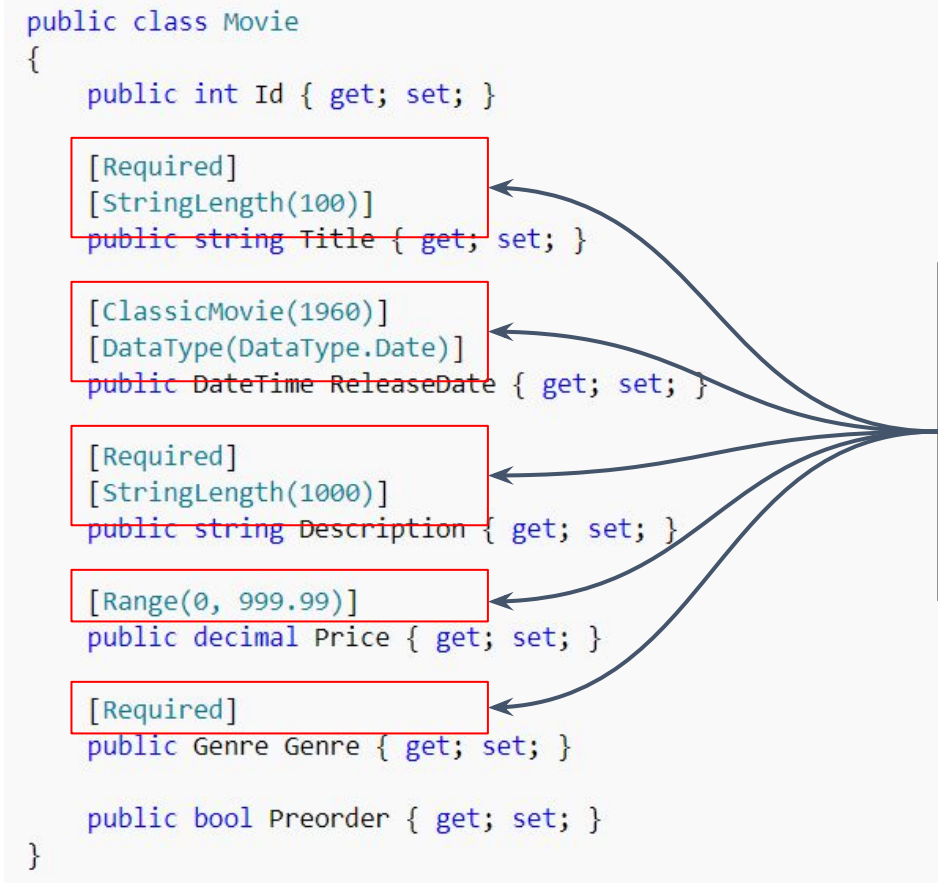 public class Movie
{
public int Id { get; set; }
[Required]
[StringLength(100)]
public string Title { get; set; }
[ClassicMovie(1960)]
[DataType(DataType.Date)]
public DateTime ReleaseDate { get; set; }
[Required]
[StringLength(1000)]
public string Description { get; set; }
[Range(0, 999.99)]
public decimal Price { get; set; }
[Required]
public Genre Genre { get; set; }
public bool Preorder { get; set; }
}